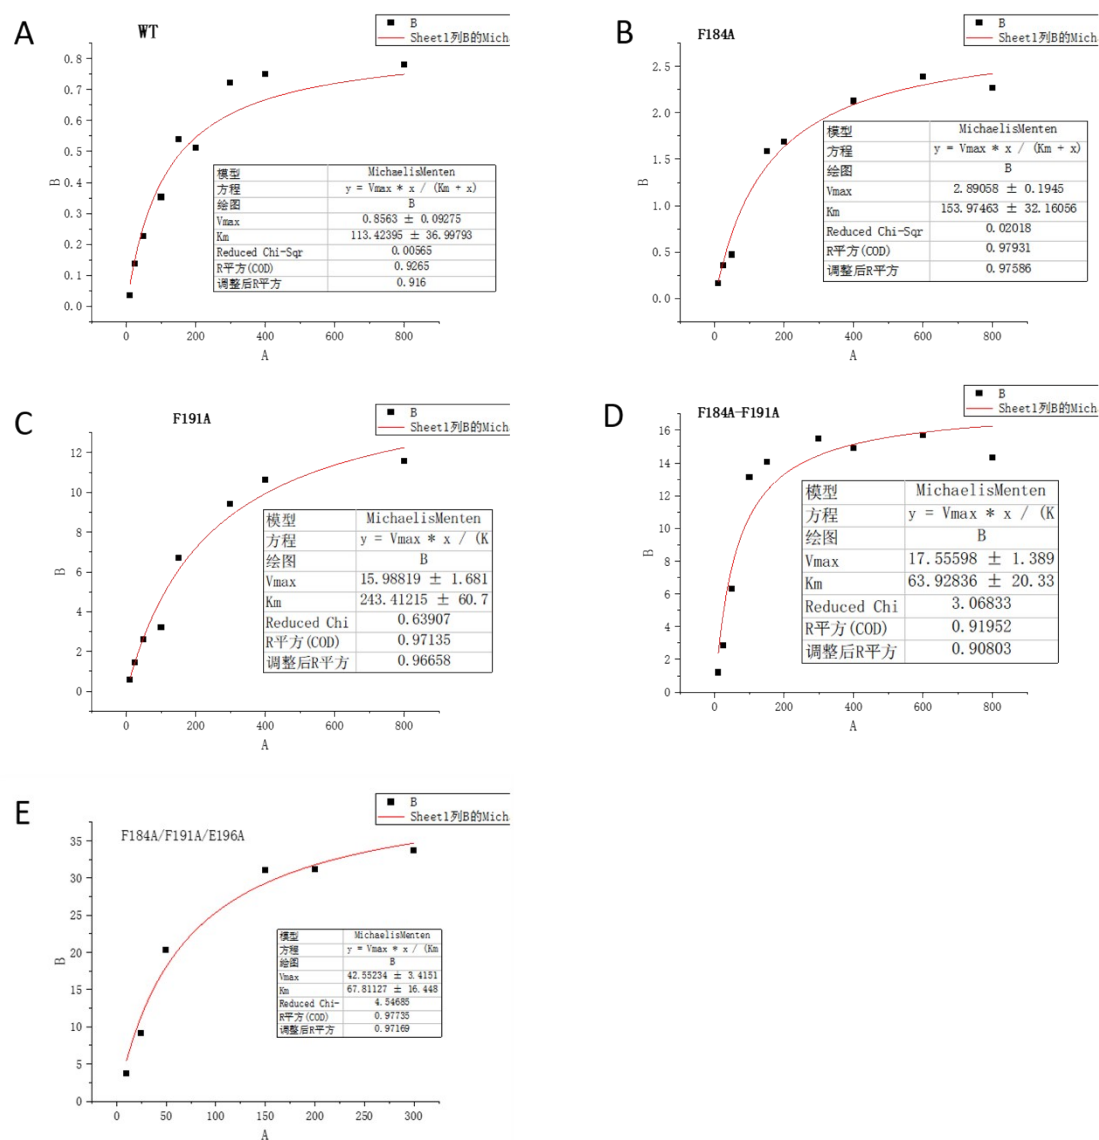 A
WT
B
Sheet1列B的Mich
0.8
0.7
0.6
0.5
0.4
0.3
0.2
0.1
0.0
B
模型 MichaelisMenten
方程 y = Vmax * x / (Km + x)
绘图 B
Vmax 0.8563 ± 0.09275
Km 113.42395 ± 36.99793
Reduced Chi-Sqr 0.00565
R平方(COD) 0.9265
调整后R平方 0.916
0 200 400 600 800
A
B
F184A
B
Sheet1列B的Mich
2.5
2.0
1.5
1.0
0.5
0.0
B
模型 MichaelisMenten
方程 y = Vmax * x / (Km + x)
绘图 B
Vmax 2.89058 ± 0.1945
Km 153.97463 ± 32.16056
Reduced Chi-Sqr 0.02018
R平方(COD) 0.97931
调整后R平方 0.97586
0 200 400 600 800
A
C
F191A
B
Sheet1列B的Mich
12
10
8
6
4
2
0
B
模型 MichaelisMenten
方程 y = Vmax * x / (K
绘图 B
Vmax 15.98819 ± 1.681
Km 243.41215 ± 60.7
Reduced Chi 0.63907
R平方(COD) 0.97135
调整后R平方 0.96658
0 200 400 600 800
A
D
F184A-F191A
B
Sheet1列B的Mich
16
14
12
10
8
6
4
2
0
B
模型 MichaelisMenten
方程 y = Vmax * x / (K
绘图 B
Vmax 17.55598 ± 1.389
Km 63.92836 ± 20.33
Reduced Chi 3.06833
R平方(COD) 0.91952
调整后R平方 0.90803
0 200 400 600 800
A
E
F184A/F191A/E196A
B
Sheet1列B的Mich
35
30
25
20
15
10
5
0
B
模型 MichaelisMenten
方程 y = Vmax * x / (Km
绘图 B
Vmax 42.55234 ± 3.4151
Km 67.81127 ± 16.448
Reduced Chi- 4.54685
R平方(COD) 0.97735
调整后R平方 0.97169
0 50 100 150 200 250 300
A